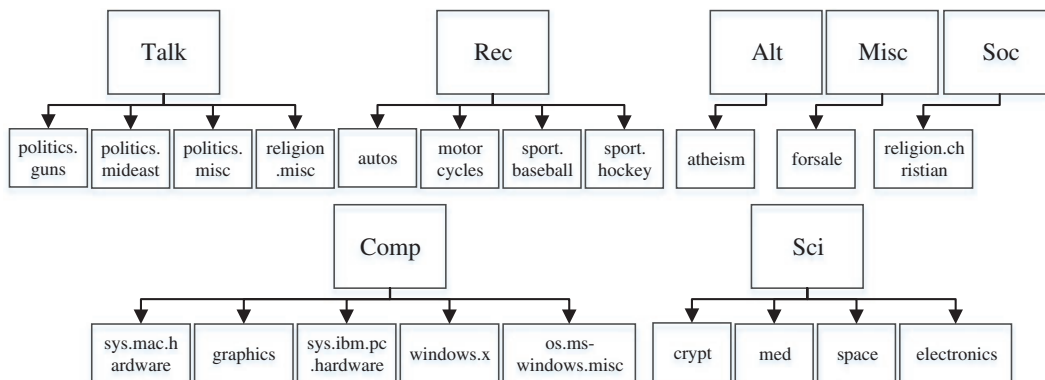 Talk
Rec
Alt
Misc
Soc
politics.
guns
politics.
mideast
politics.
misc
religion
.misc
autos
motor
cycles
sport.
baseball
sport.
hockey
atheism
forsale
religion.ch
ristian
Comp
Sci
sys.mac.h
ardware
graphics
sys.ibm.pc
.hardware
windows.x
os.ms-
windows.misc
crypt
med
space
electronics